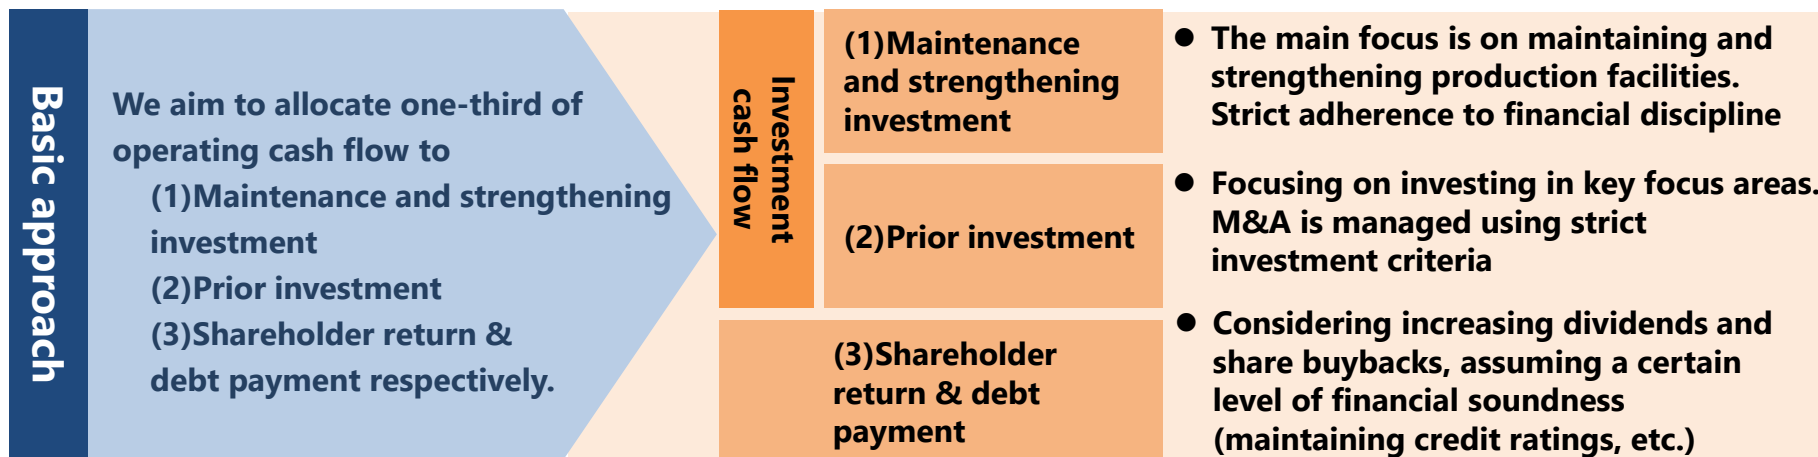 Basic approach
We aim to allocate one-third of
operating cash flow to
(1)Maintenance and strengthening
investment
(2)Prior investment
(3)Shareholder return &
debt payment respectively.
Investment
cash flow
(1)Maintenance
and strengthening
investment
● The main focus is on maintaining and
strengthening production facilities.
Strict adherence to financial discipline
(2)Prior investment
● Focusing on investing in key focus areas.
M&A is managed using strict
investment criteria
(3)Shareholder
return & debt
payment
● Considering increasing dividends and
share buybacks, assuming a certain
level of financial soundness
(maintaining credit ratings, etc.)